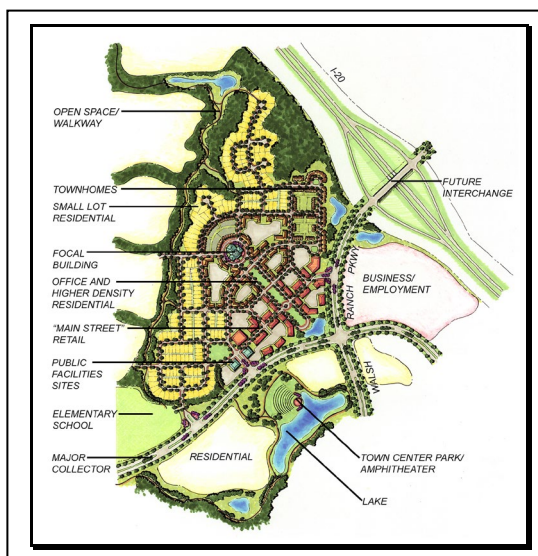 I-20
OPEN SPACE/
WALKWAY
TOWNHOMES
SMALL LOT
RESIDENTIAL
FUTURE
INTERCHANGE
FOCAL
BUILDING
OFFICE AND
HIGHER DENSITY
RESIDENTIAL
"MAIN STREET"
RETAIL
PUBLIC
FACILITIES
SITES
ELEMENTARY
SCHOOL
MAJOR
COLLECTOR
BUSINESS/
EMPLOYMENT
RANCH PKWY
WALSH
RESIDENTIAL
TOWN CENTER PARK/
AMPHITHEATER
LAKE